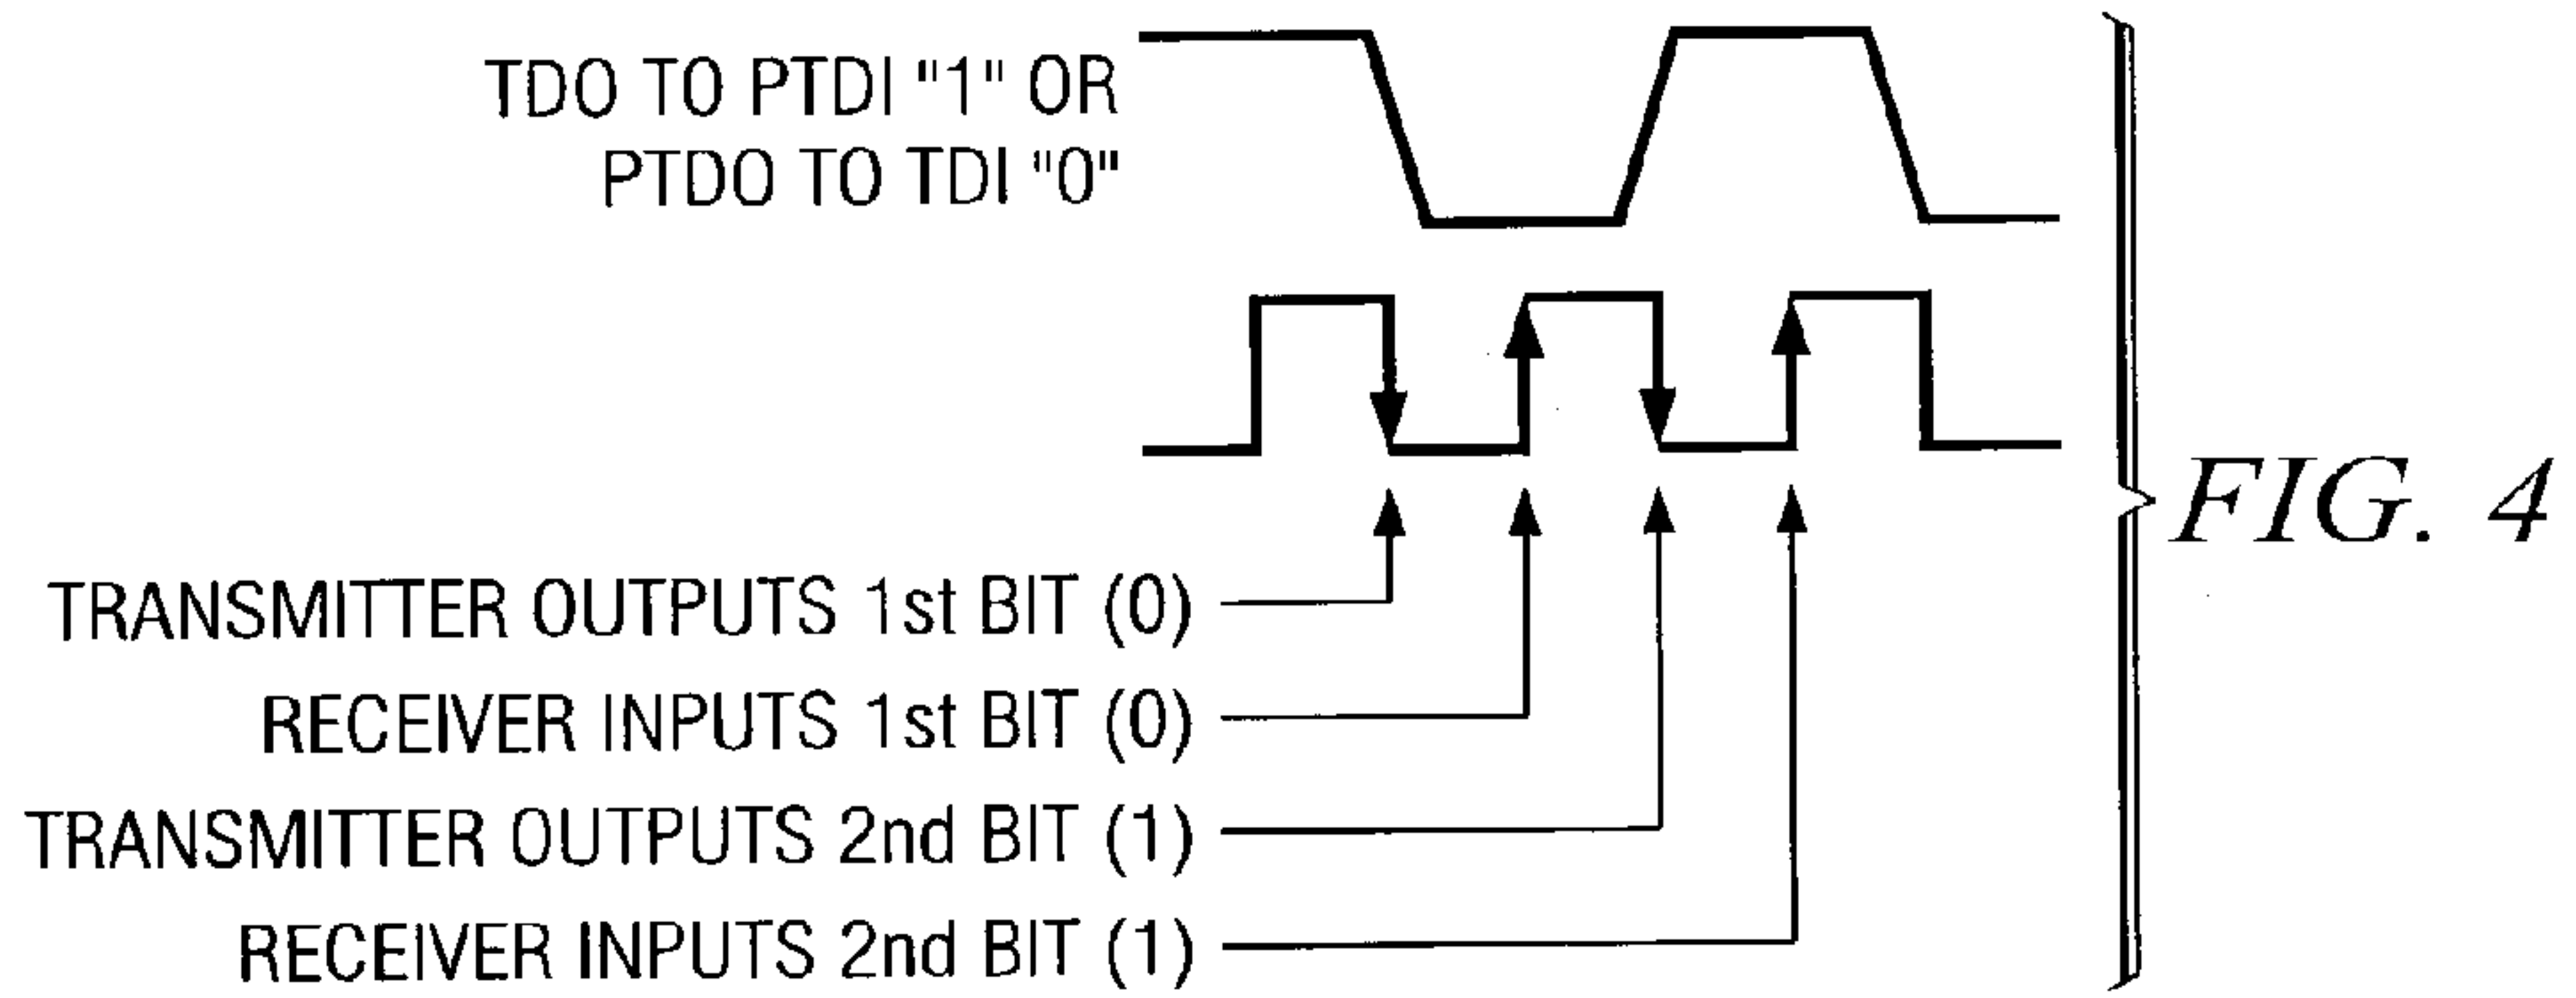 TDO TO PTDI "1" OR
PTDO TO TDI "0"
TRANSMITTER OUTPUTS 1st BIT (0)
RECEIVER INPUTS 1st BIT (0)
TRANSMITTER OUTPUTS 2nd BIT (1)
RECEIVER INPUTS 2nd BIT (1)
FIG. 4